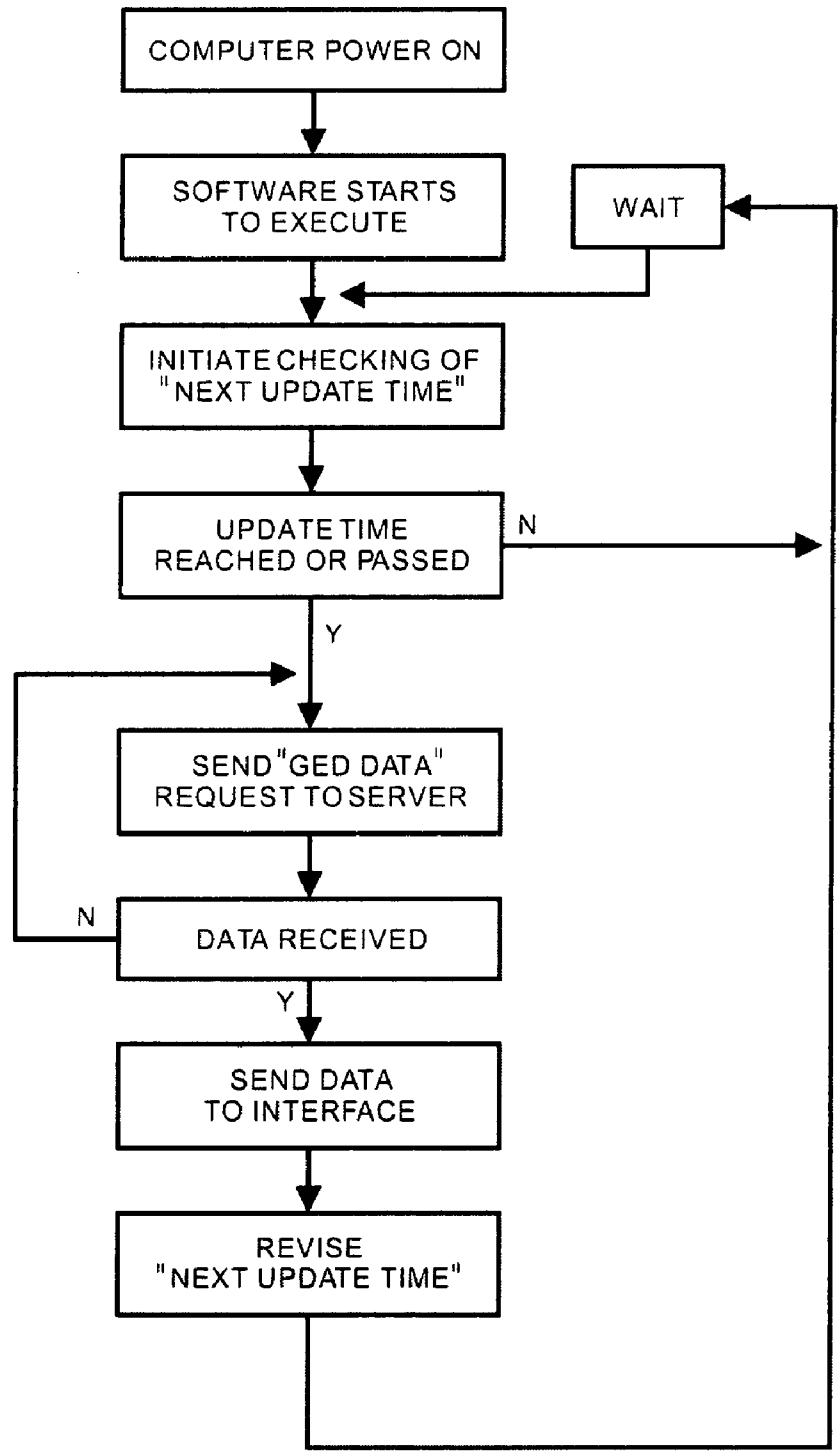 COMPUTER POWER ON
SOFTWARE STARTS
TO EXECUTE
WAIT
INITIATE CHECKING OF
"NEXT UPDATE TIME"
UPDATE TIME
REACHED OR PASSED
N
Y
SEND "GED DATA"
REQUEST TO SERVER
N
DATA RECEIVED
Y
SEND DATA
TO INTERFACE
REVISE
"NEXT UPDATE TIME"